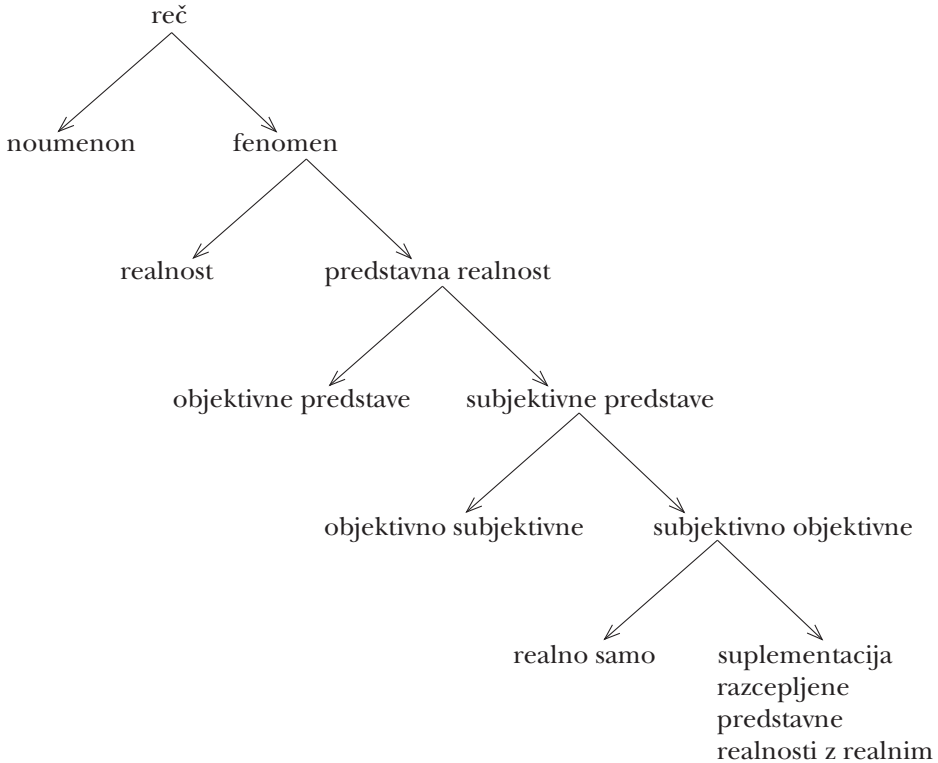 reč
noumenon fenomen
realnost predstavna realnost
objektivne predstave subjektivne predstave
objektivno subjektivne subjektivno objektivne
realno samo suplementacija
razcepljene
predstavne
realnosti z realnim